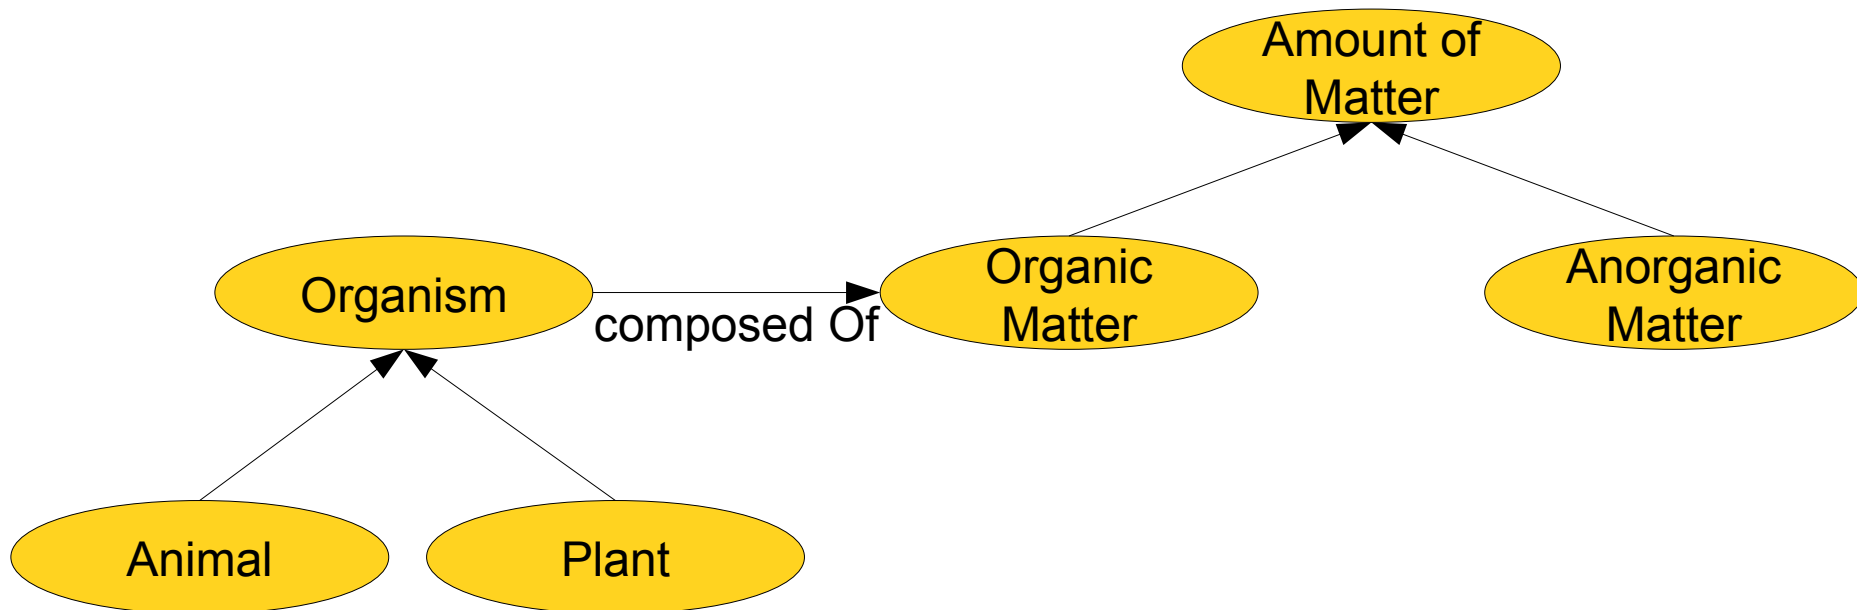 Amount of
Matter
Organism
composed Of
Organic
Matter
Anorganic
Matter
Animal
Plant